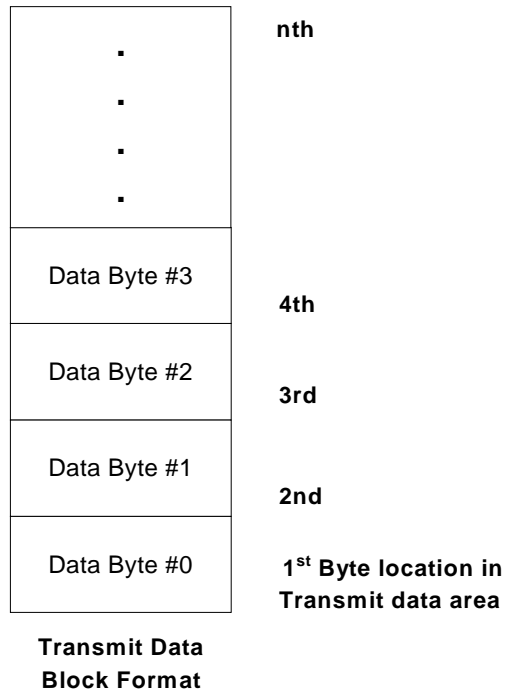 nth
.
.
.
.
Data Byte #3
4th
Data Byte #2
3rd
Data Byte #1
2nd
Data Byte #0
1st Byte location in
Transmit data area
Transmit Data
Block Format